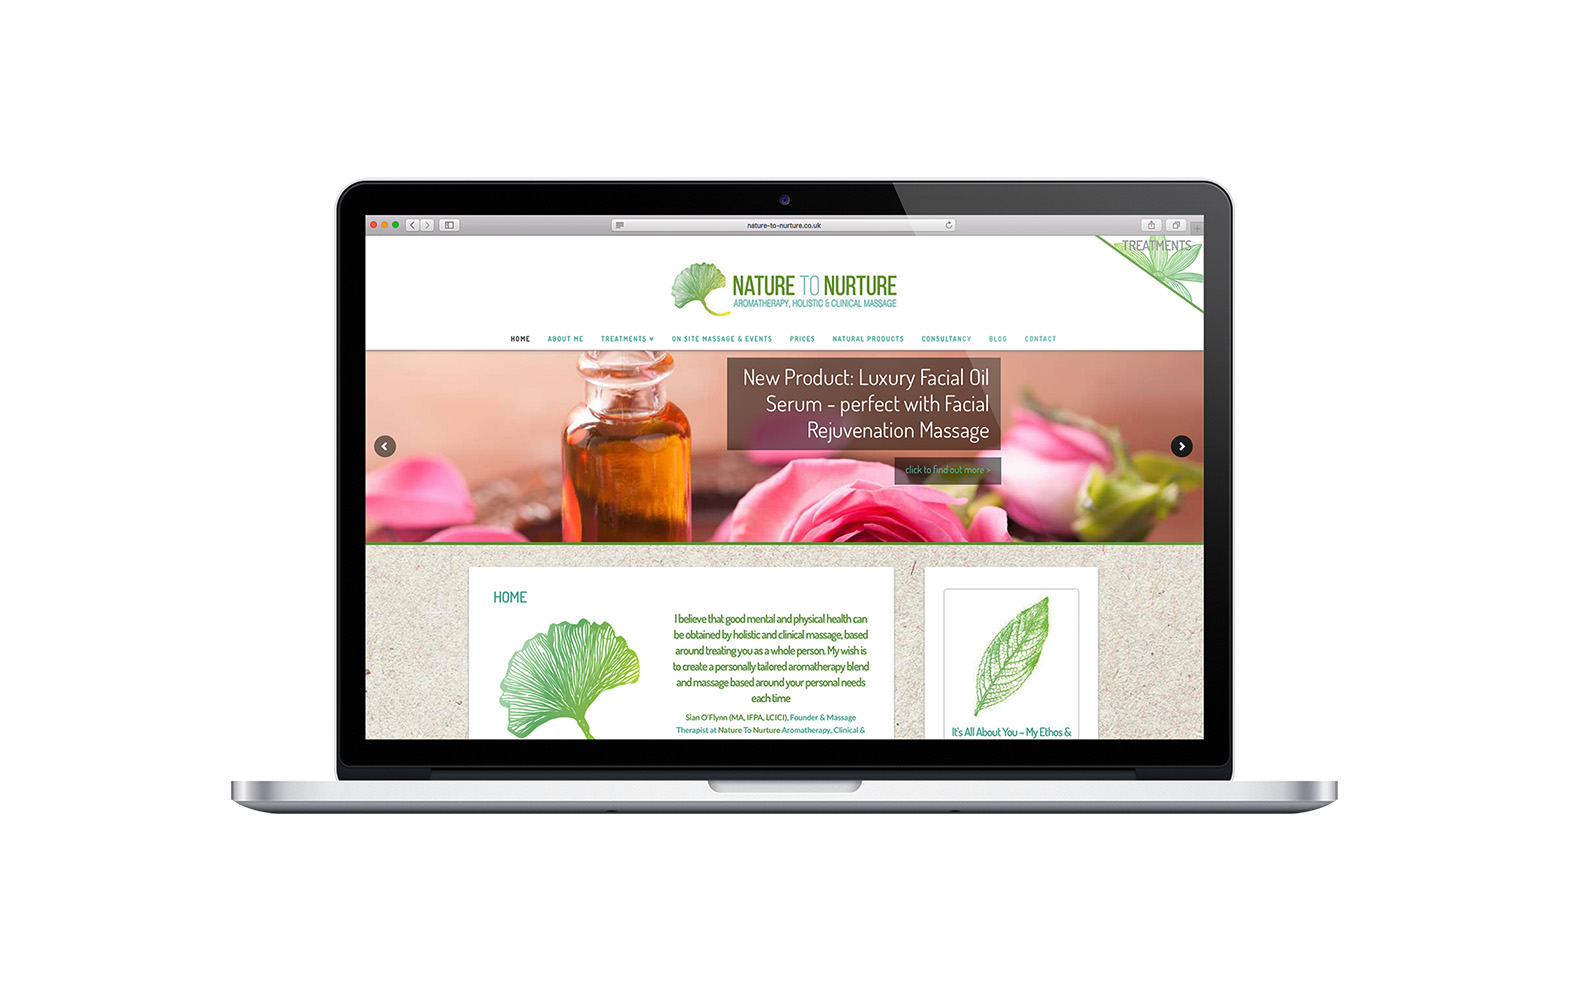 nature-to-nurture.co.uk
TREATMENTS
NATURE TO NURTURE
AROMATHERAPY, HOLISTIC & CLINICAL MASSAGE
HOME ABOUT ME TREATMENTS ON SITE MASSAGE & EVENTS PRICES NATURAL PRODUCTS CONSULTANCY BLOG CONTACT
New Product: Luxury Facial Oil
Serum - perfect with Facial
Rejuvenation Massage
click to find out more >
HOME
I believe that good mental and physical health can
be obtained by holistic and clinical massage, based
around treating you as a whole person. My wish is
to create a personally tailored aromatherapy blend
and massage based around your personal needs
each time
Sian O'Flynn (MA, IFPA, LCICI), Founder & Massage
Therapist at Nature To Nurture Aromatherapy, Clinical &
It's All About You – My Ethos &